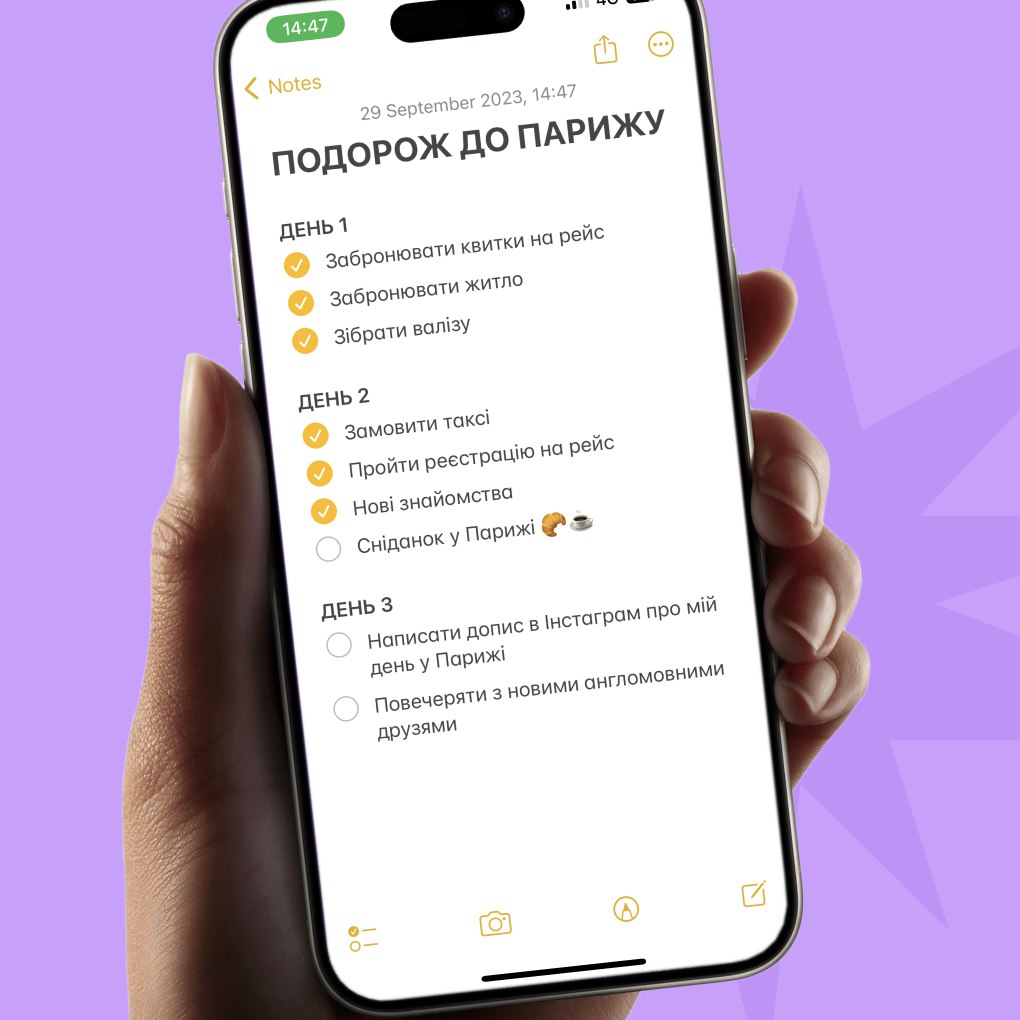 14:47
Notes
29 September 2023, 14:47
ПОДОРОЖ ДО ПАРИЖУ
ДЕНЬ 1
Забронювати квитки на рейс
Забронювати житло
Зібрати валізу
ДЕНЬ 2
Замовити таксі
Пройти реєстрацію на рейс
Нові знайомства
Сніданок у Парижі 🥐☕
ДЕНЬ 3
Написати допис в Інстаграм про мій
день у Парижі
Повечеряти з новими англомовними
друзями